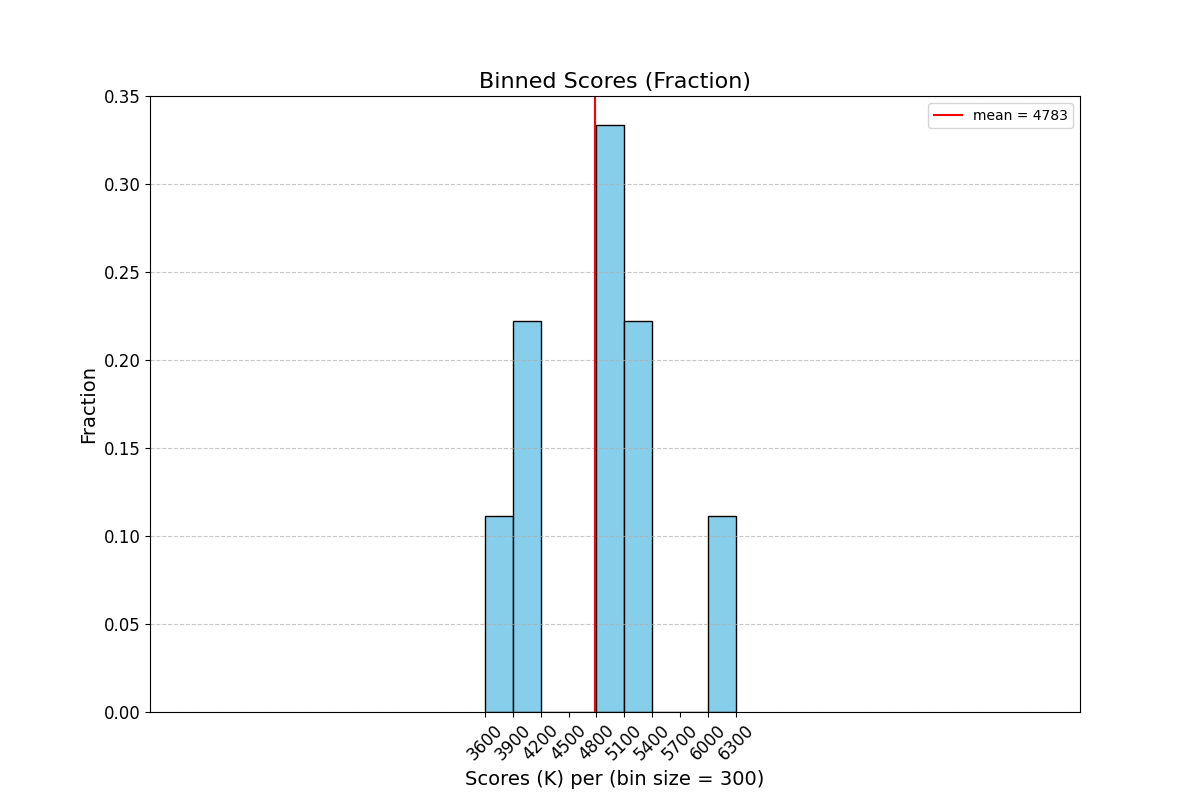 Binned Scores (Fraction)
mean = 4783
0.35
0.30
0.25
0.20
0.15
0.10
0.05
0.00
Fraction
3600 3900 4200 4500 4800 5100 5400 5700 6000 6300
Scores (K) per (bin size = 300)